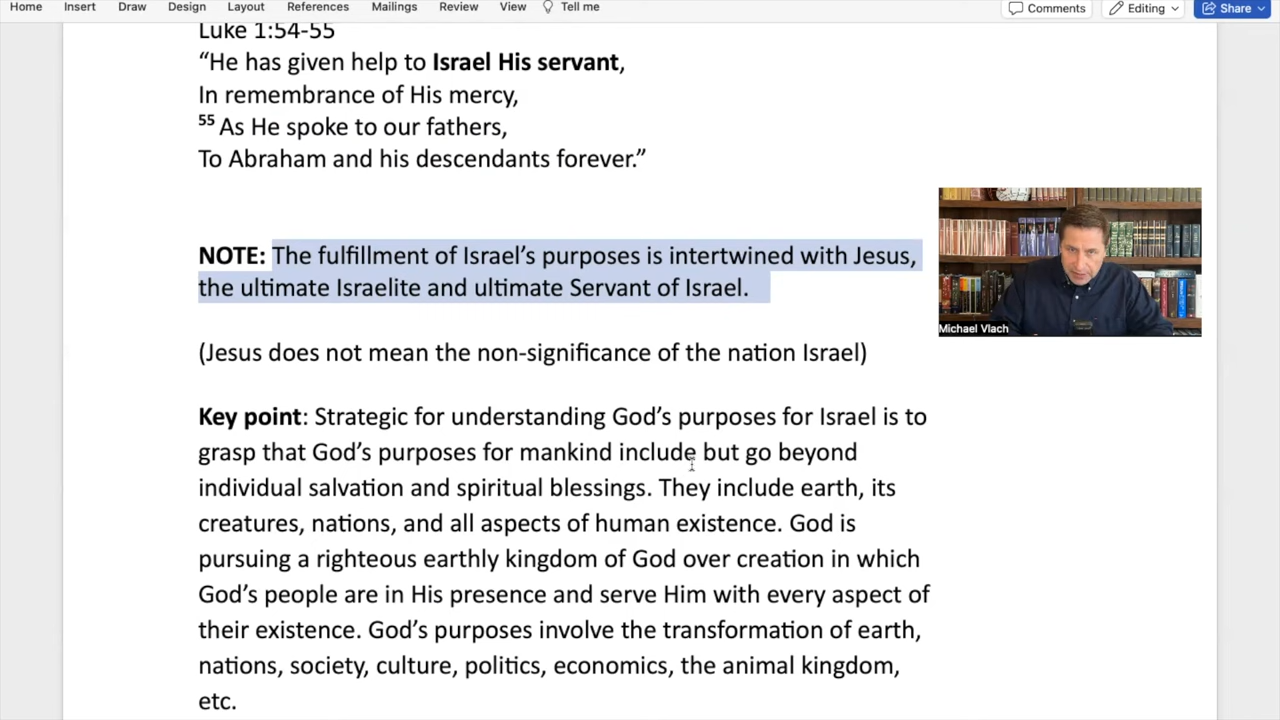 Home Insert Draw Design Layout References Mailings Review View Tell me Comments Editing Share
Luke 1:54-55
“He has given help to Israel His servant,
In remembrance of His mercy,
55 As He spoke to our fathers,
To Abraham and his descendants forever.”
NOTE: The fulfillment of Israel’s purposes is intertwined with Jesus,
the ultimate Israelite and ultimate Servant of Israel.
Michael Vlach
(Jesus does not mean the non-significance of the nation Israel)
Key point: Strategic for understanding God’s purposes for Israel is to
grasp that God’s purposes for mankind include but go beyond
individual salvation and spiritual blessings. They include earth, its
creatures, nations, and all aspects of human existence. God is
pursuing a righteous earthly kingdom of God over creation in which
God’s people are in His presence and serve Him with every aspect of
their existence. God’s purposes involve the transformation of earth,
nations, society, culture, politics, economics, the animal kingdom,
etc.